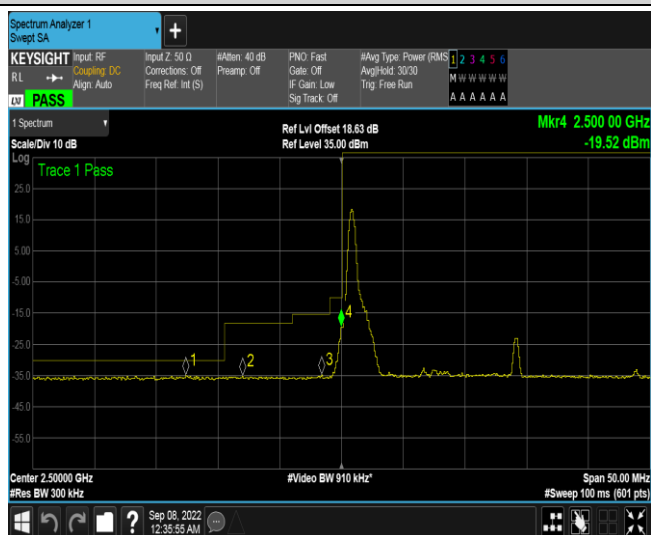 Spectrum Analyzer 1
Swept SA
+
KEYSIGHT
RL
LXI PASS
Input: RF
Coupling: DC
Align: Auto
Input Z: 50 Ω
Corrections: Off
Freq Ref: Int (S)
#Atten: 40 dB
Preamp: Off
PNO: Fast
Gate: Off
IF Gain: Low
Sig Track: Off
#Avg Type: Power (RMS
Avg|Hold: 30/30
Trig: Free Run
1 2 3 4 5 6
M W W W W W
A A A A A A
1 Spectrum
Scale/Div 10 dB
Ref Lvl Offset 18.63 dB
Ref Level 35.00 dBm
Mkr4 2.500 00 GHz
-19.52 dBm
Log
Trace 1 Pass
25.0
15.0
5.00
-5.00
-15.0
-25.0
-35.0
-45.0
-55.0
1
2
3
4
Center 2.50000 GHz
#Res BW 300 kHz
#Video BW 910 kHz*
Span 50.00 MHz
#Sweep 100 ms (601 pts)
?
Sep 08, 2022
12:35:55 AM